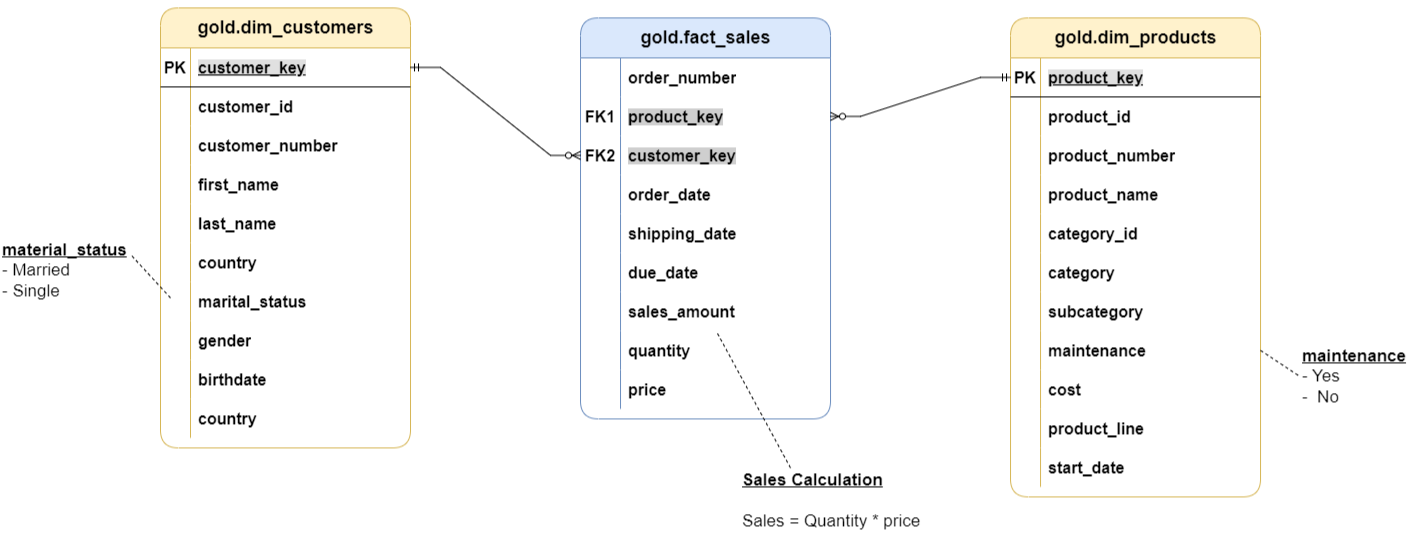 gold.dim_customers
PK customer_key
customer_id
customer_number
first_name
last_name
country
marital_status
gender
birthdate
country
material_status
- Married
- Single
gold.fact_sales
order_number
FK1 product_key
FK2 customer_key
order_date
shipping_date
due_date
sales_amount
quantity
price
Sales Calculation
Sales = Quantity * price
gold.dim_products
PK product_key
product_id
product_number
product_name
category_id
category
subcategory
maintenance
cost
product_line
start_date
maintenance
- Yes
- No